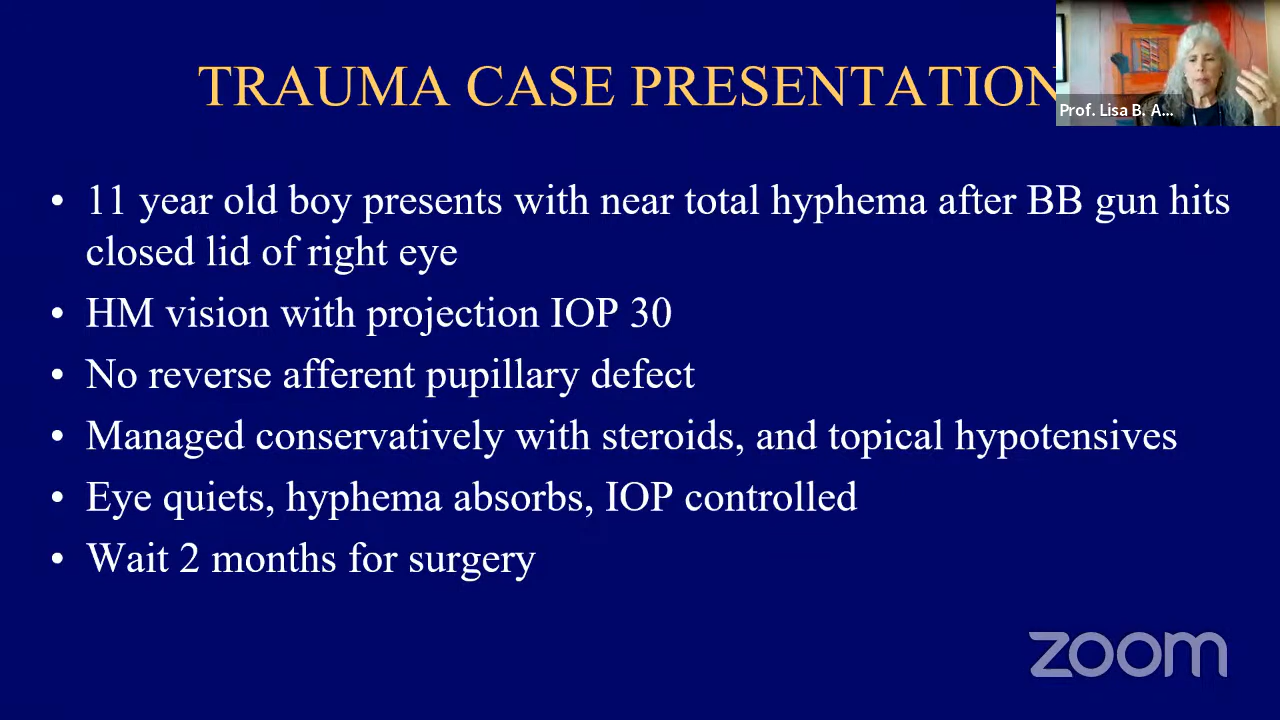 TRAUMA CASE PRESENTATION
Prof. Lisa B. A...
• 11 year old boy presents with near total hyphema after BB gun hits
closed lid of right eye
• HM vision with projection IOP 30
• No reverse afferent pupillary defect
• Managed conservatively with steroids, and topical hypotensives
• Eye quiets, hyphema absorbs, IOP controlled
• Wait 2 months for surgery
zoom